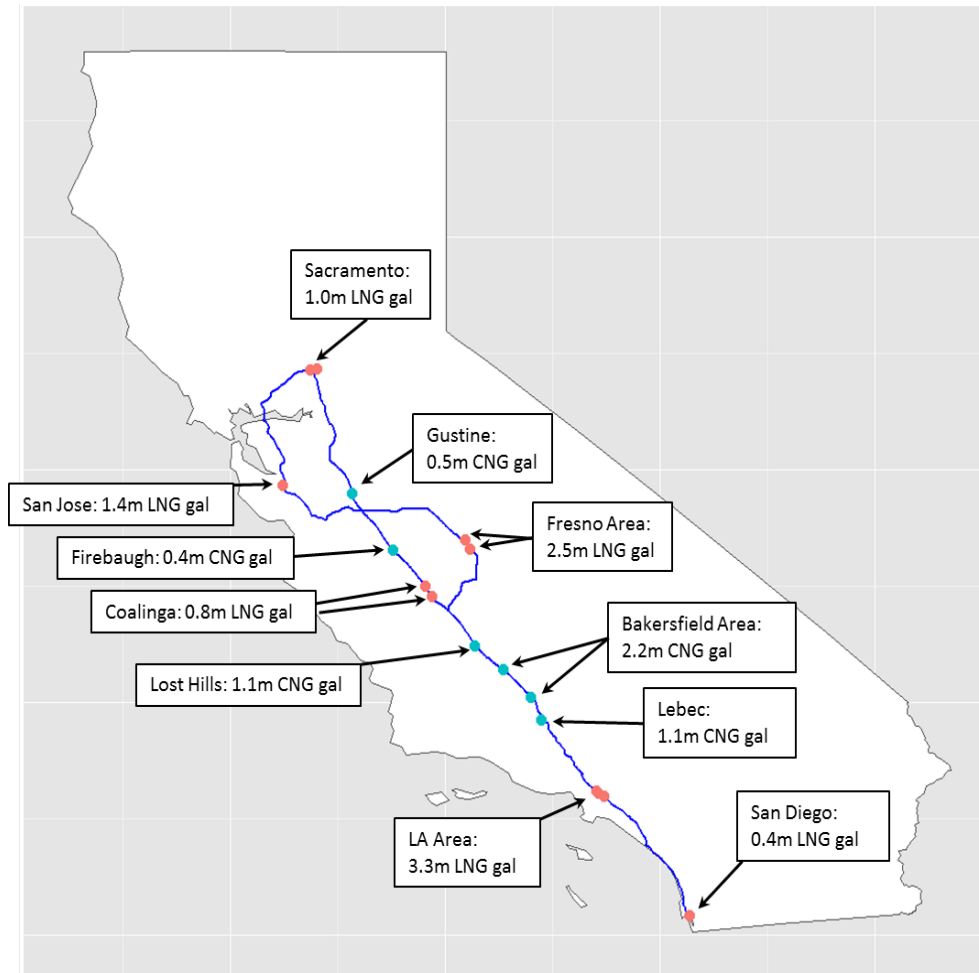 Sacramento:
1.0m LNG gal
Gustine:
0.5m CNG gal
San Jose: 1.4m LNG gal
Fresno Area:
2.5m LNG gal
Firebaugh: 0.4m CNG gal
Coalinga: 0.8m LNG gal
Bakersfield Area:
2.2m CNG gal
Lost Hills: 1.1m CNG gal
Lebec:
1.1m CNG gal
San Diego:
0.4m LNG gal
LA Area:
3.3m LNG gal